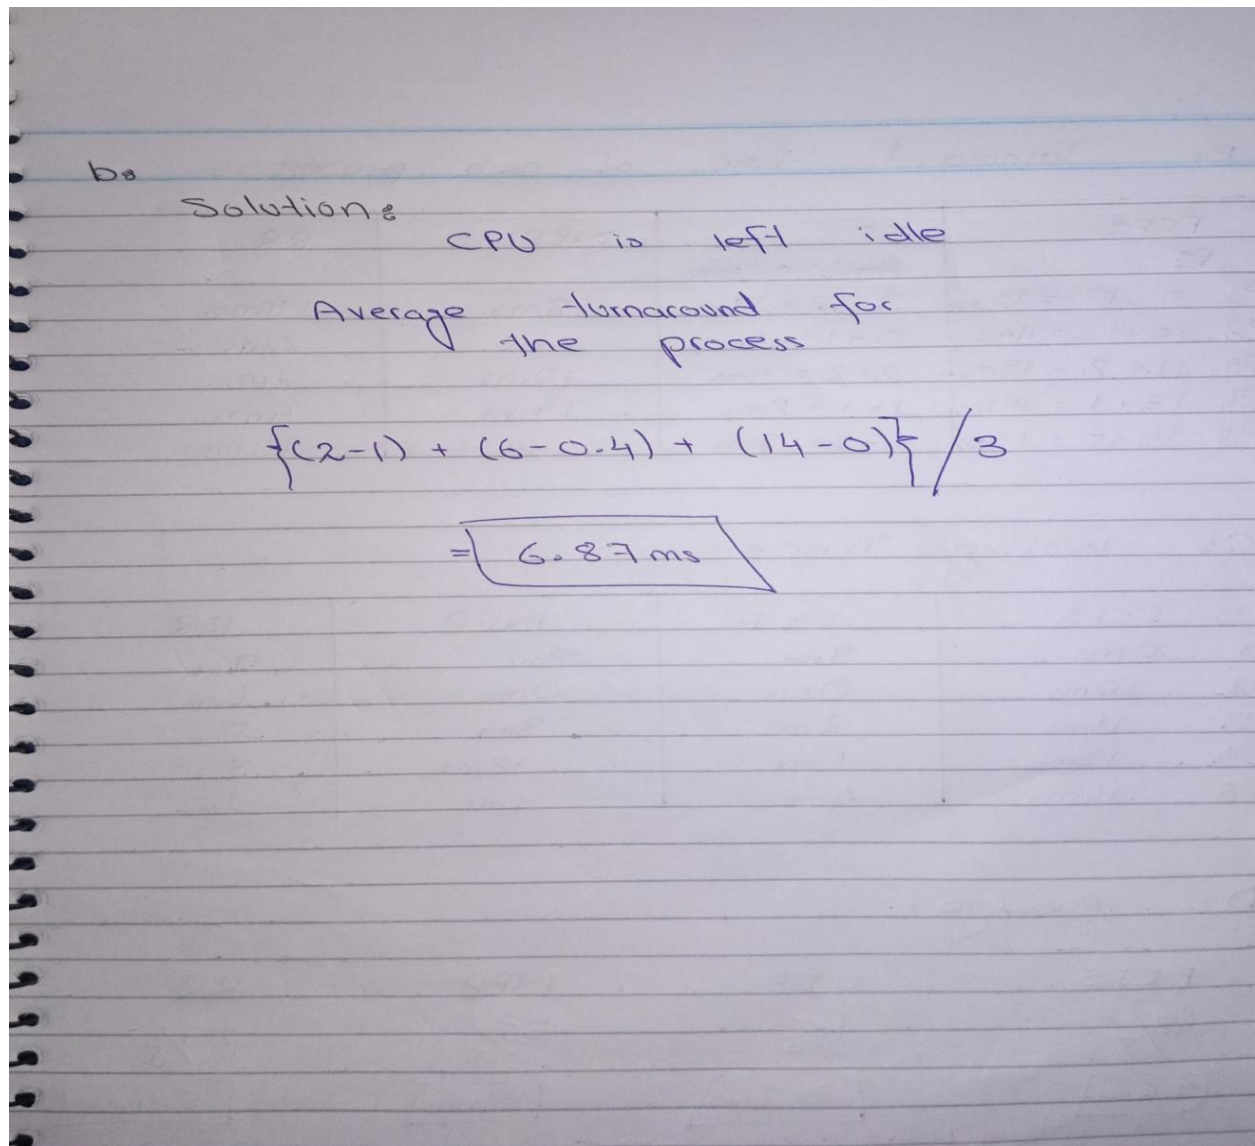 b:
Solution:
CPU is left idle
Average turnaround for
the process
{(2-1) + (6-0.4) + (14-0)} / 3
= 6.87 ms